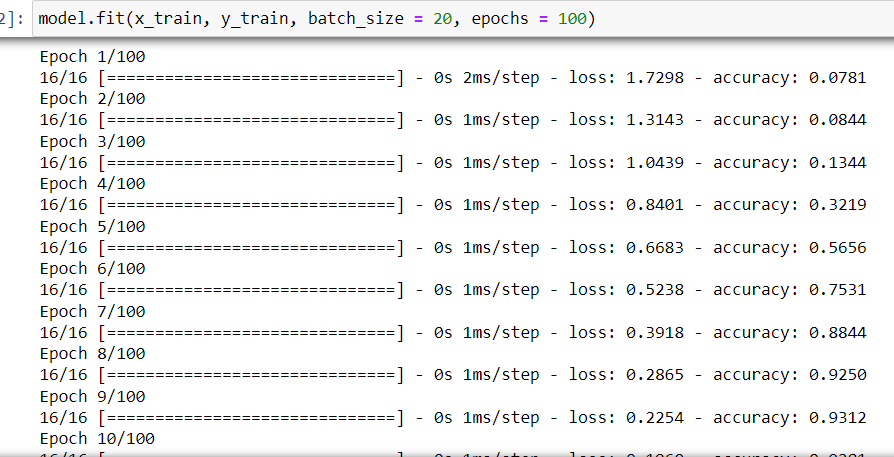 2]: model.fit(x_train, y_train, batch_size = 20, epochs = 100)
Epoch 1/100
16/16 [==============================] - 0s 2ms/step - loss: 1.7298 - accuracy: 0.0781
Epoch 2/100
16/16 [==============================] - 0s 1ms/step - loss: 1.3143 - accuracy: 0.0844
Epoch 3/100
16/16 [==============================] - 0s 1ms/step - loss: 1.0439 - accuracy: 0.1344
Epoch 4/100
16/16 [==============================] - 0s 1ms/step - loss: 0.8401 - accuracy: 0.3219
Epoch 5/100
16/16 [==============================] - 0s 1ms/step - loss: 0.6683 - accuracy: 0.5656
Epoch 6/100
16/16 [==============================] - 0s 1ms/step - loss: 0.5238 - accuracy: 0.7531
Epoch 7/100
16/16 [==============================] - 0s 1ms/step - loss: 0.3918 - accuracy: 0.8844
Epoch 8/100
16/16 [==============================] - 0s 1ms/step - loss: 0.2865 - accuracy: 0.9250
Epoch 9/100
16/16 [==============================] - 0s 1ms/step - loss: 0.2254 - accuracy: 0.9312
Epoch 10/100